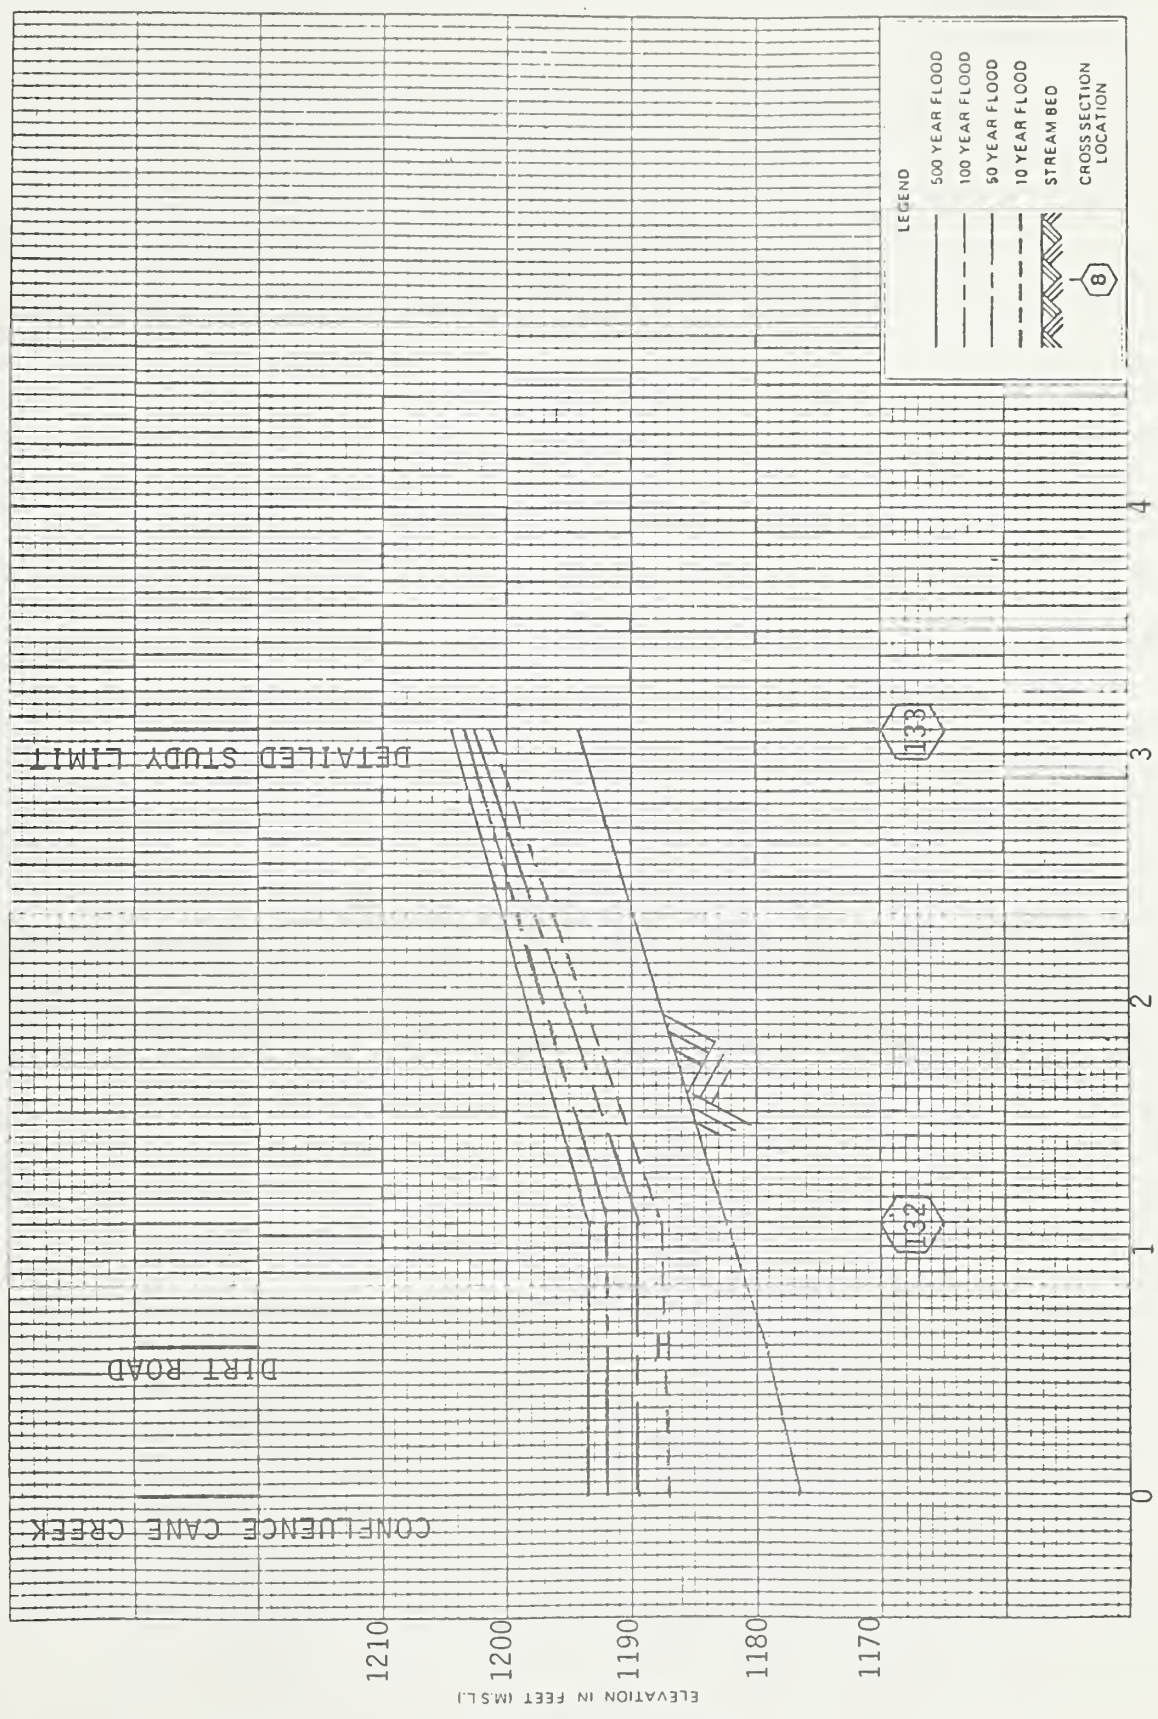 CONFLUENCE CANE CREEK
DIRT ROAD
DETAILED STUDY LIMIT
ELEVATION IN FEET (M.S.L.)
1210
1200
1190
1180
1170
132
133
0
1
2
3
4
LEGEND
500 YEAR FLOOD
100 YEAR FLOOD
50 YEAR FLOOD
10 YEAR FLOOD
STREAM BED
8
CROSS SECTION
LOCATION